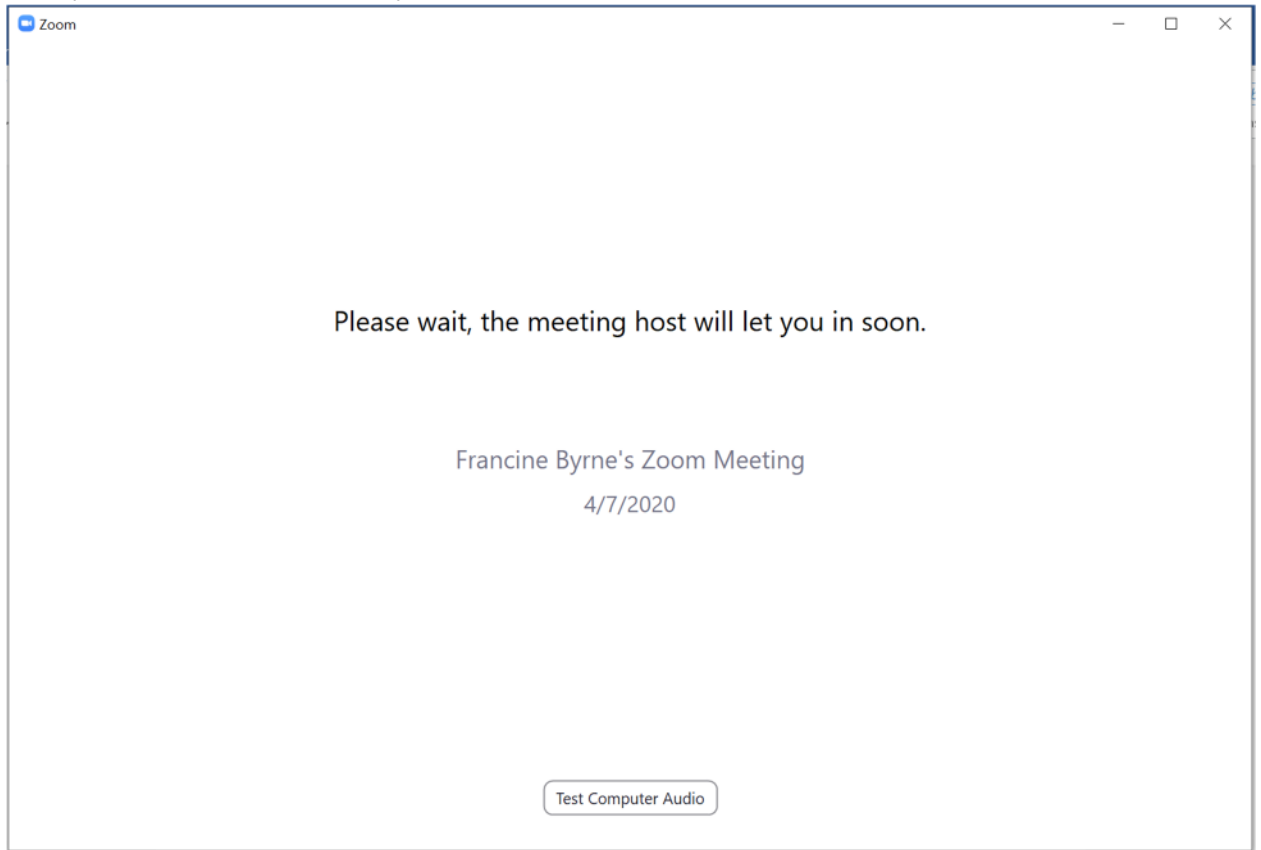 Zoom
Please wait, the meeting host will let you in soon.
Francine Byrne's Zoom Meeting
4/7/2020
Test Computer Audio